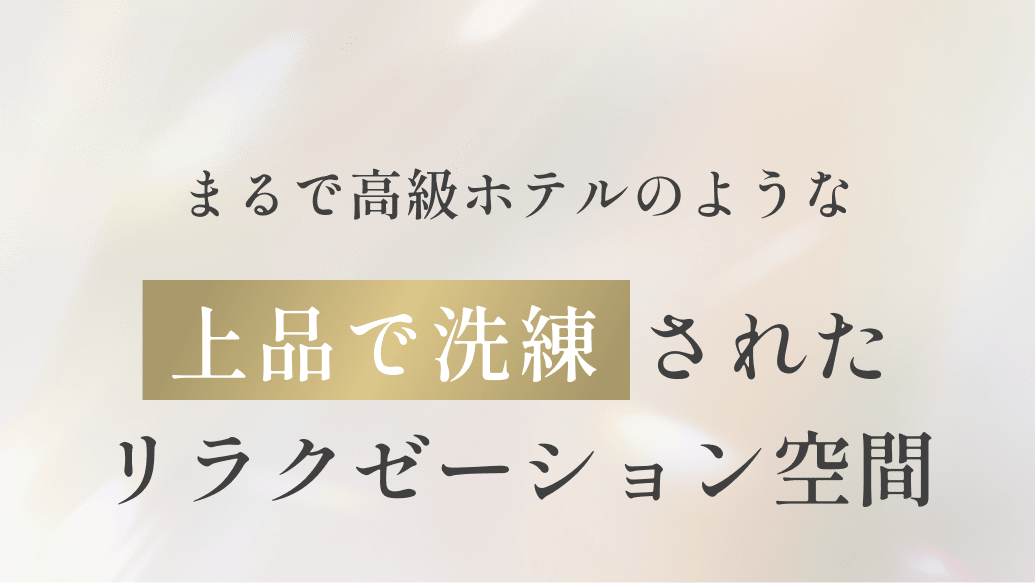 まるで高級ホテルのような
上品で洗練された
リラクゼーション空間